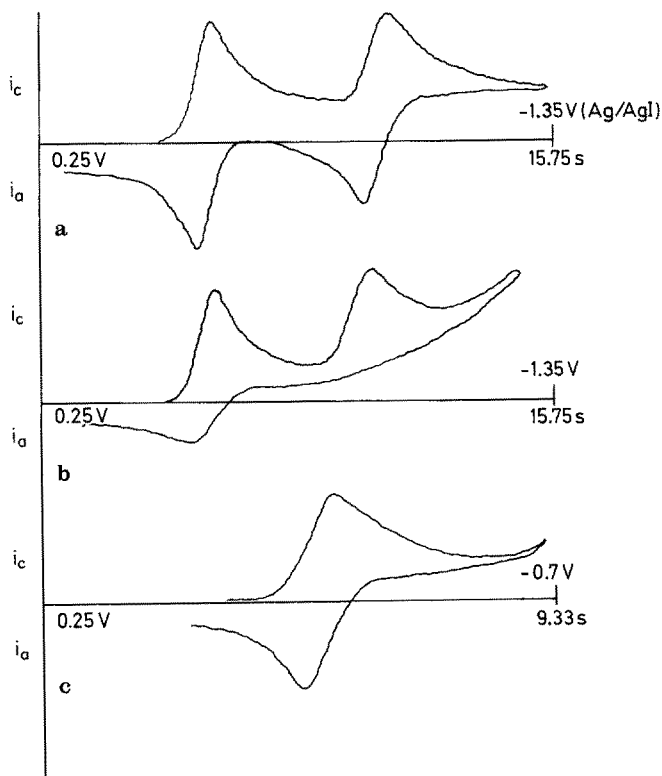 i_c
-1.35V (Ag/AgI)
0.25 V
15.75 s
i_a
a
i_c
-1.35 V
0.25 V
15.75 s
i_a
b
i_c
-0.7 V
0.25 V
9.33 s
i_a
c